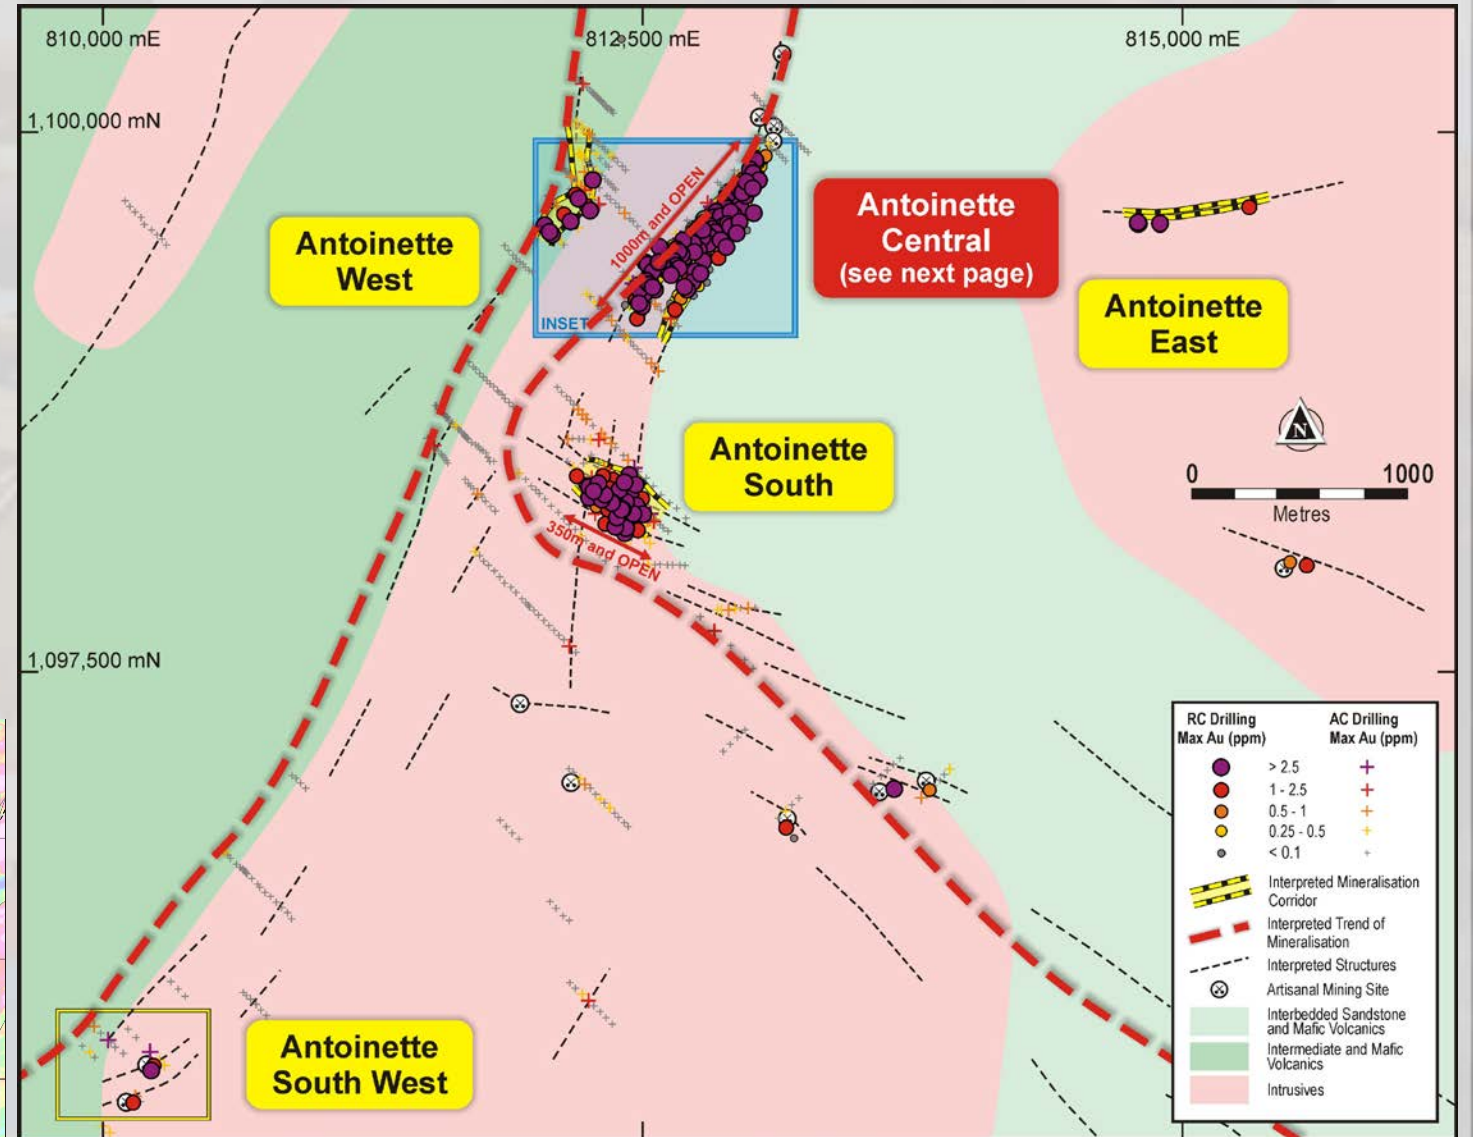 810,000 mE
812,500 mE
815,000 mE
1,100,000 mN
1000m and OPEN
INSET
Antoinette
West
Antoinette
Central
(see next page)
Antoinette
East
N
0 1000
Metres
Antoinette
South
350m and OPEN
1,097,500 mN
Antoinette
South West
RC Drilling AC Drilling
Max Au (ppm) Max Au (ppm)
> 2.5
1 - 2.5
0.5 - 1
0.25 - 0.5
< 0.1
Interpreted Mineralisation
Corridor
Interpreted Trend of
Mineralisation
Interpreted Structures
Artisanal Mining Site
Interbedded Sandstone
and Mafic Volcanics
Intermediate and Mafic
Volcanics
Intrusives